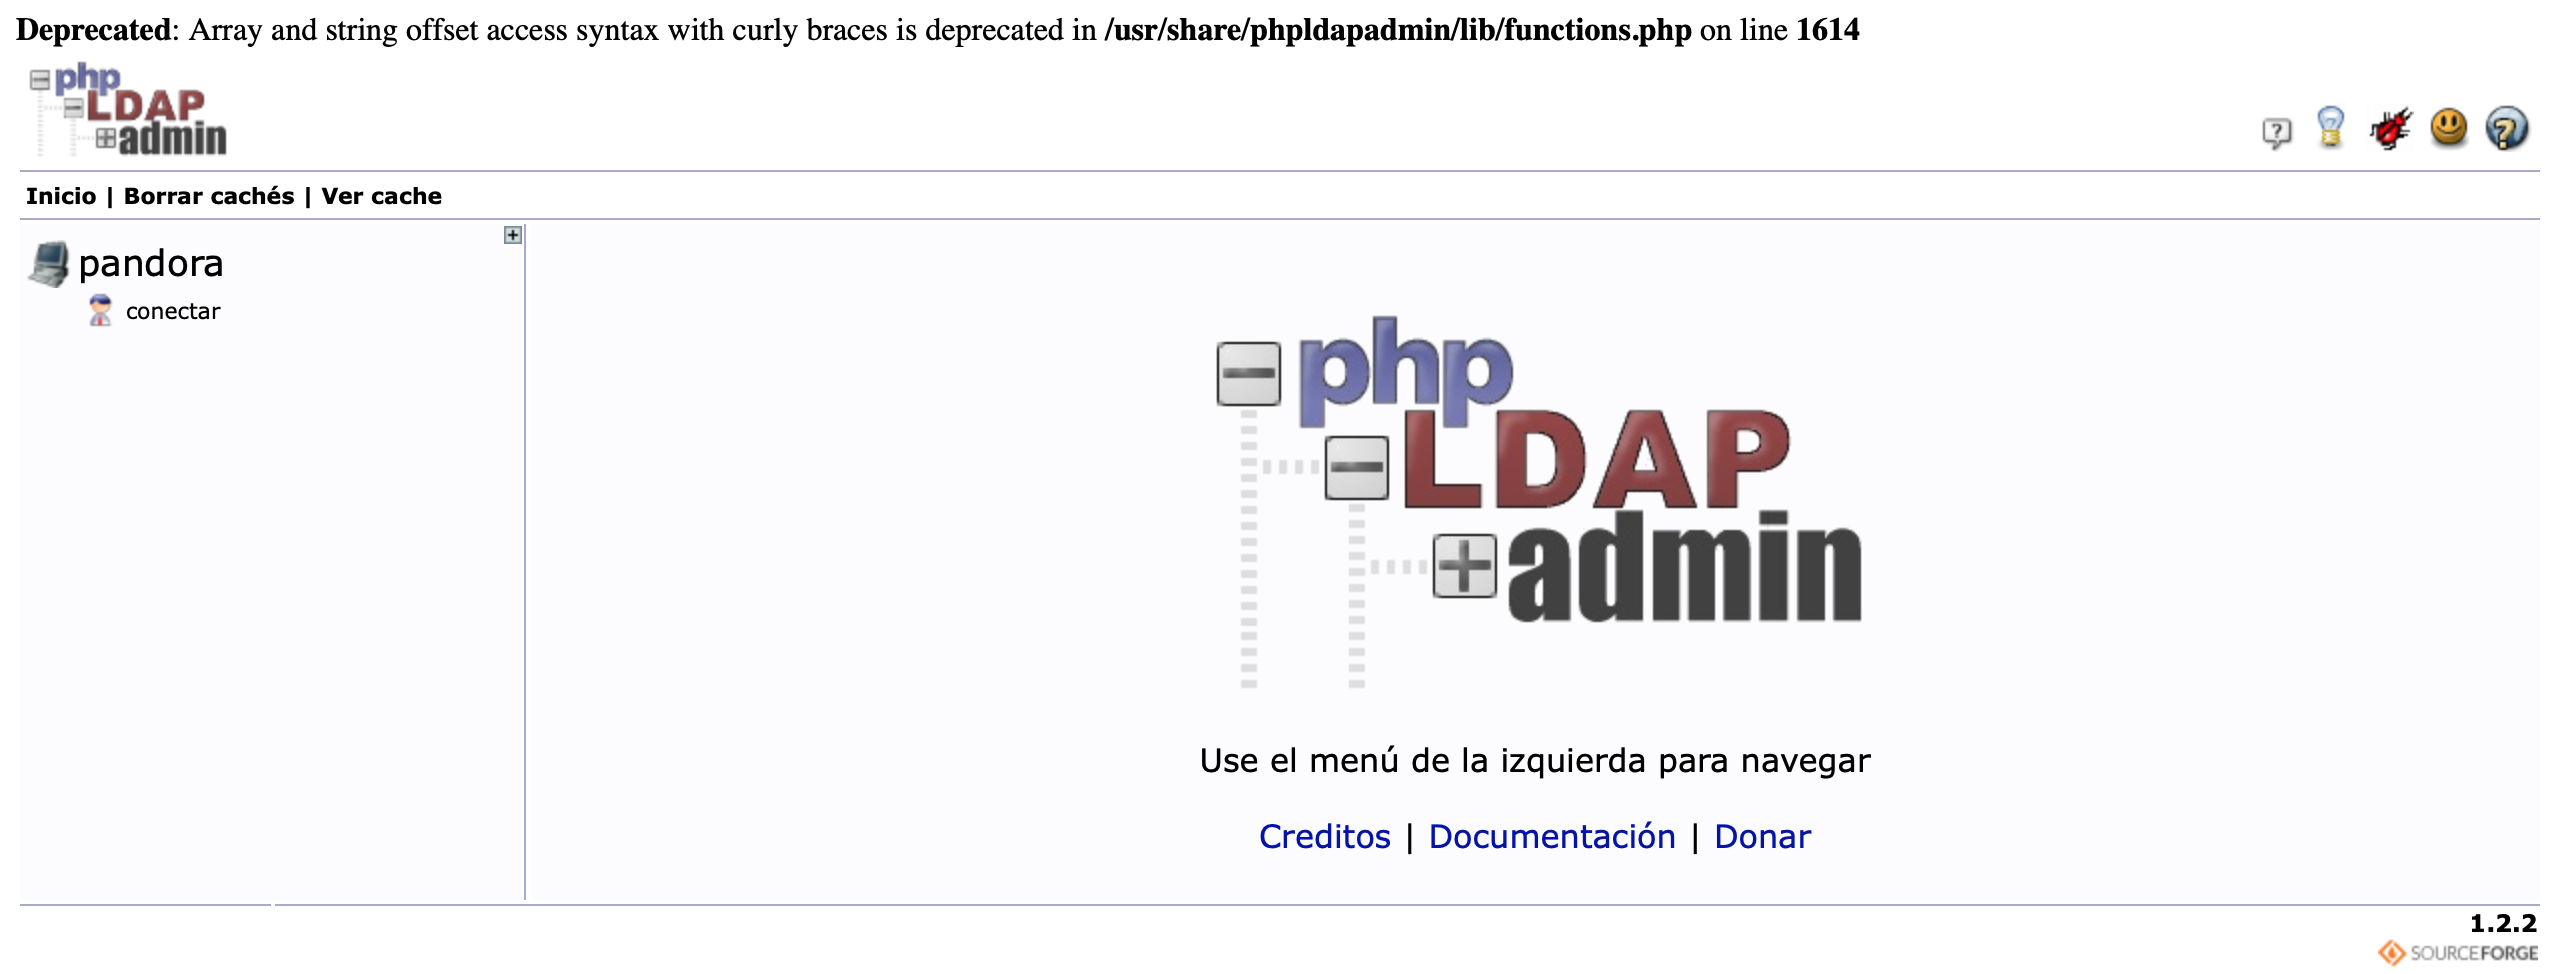 Deprecated: Array and string offset access syntax with curly braces is deprecated in /usr/share/phpldapadmin/lib/functions.php on line 1614
php
LDAP
admin
Inicio | Borrar cachés | Ver cache
pandora
conectar
php
LDAP
admin
Use el menú de la izquierda para navegar
Creditos | Documentación | Donar
1.2.2
SOURCEFORGE